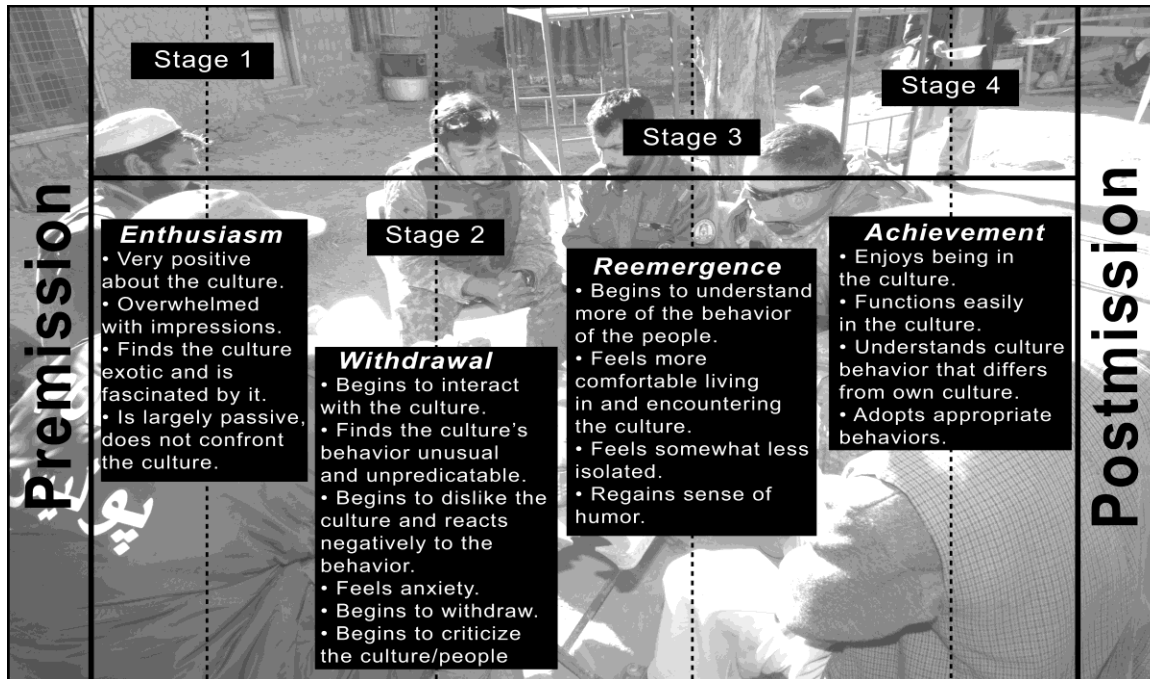 Premission
Stage 1
Enthusiasm
• Very positive
about the culture.
• Overwhelmed
with impressions.
• Finds the culture
exotic and is
fascinated by it.
• Is largely passive,
does not confront
the culture.
Stage 2
Withdrawal
• Begins to interact
with the culture.
• Finds the culture’s
behavior unusual
and unpredicatable.
• Begins to dislike the
culture and reacts
negatively to the
behavior.
• Feels anxiety.
• Begins to withdraw.
• Begins to criticize
the culture/people
Stage 3
Reemergence
• Begins to understand
more of the behavior
of the people.
• Feels more
comfortable living
in and encountering
the culture.
• Feels somewhat less
isolated.
• Regains sense of
humor.
Stage 4
Achievement
• Enjoys being in
the culture.
• Functions easily
in the culture.
• Understands culture
behavior that differs
from own culture.
• Adopts appropriate
behaviors.
Postmission